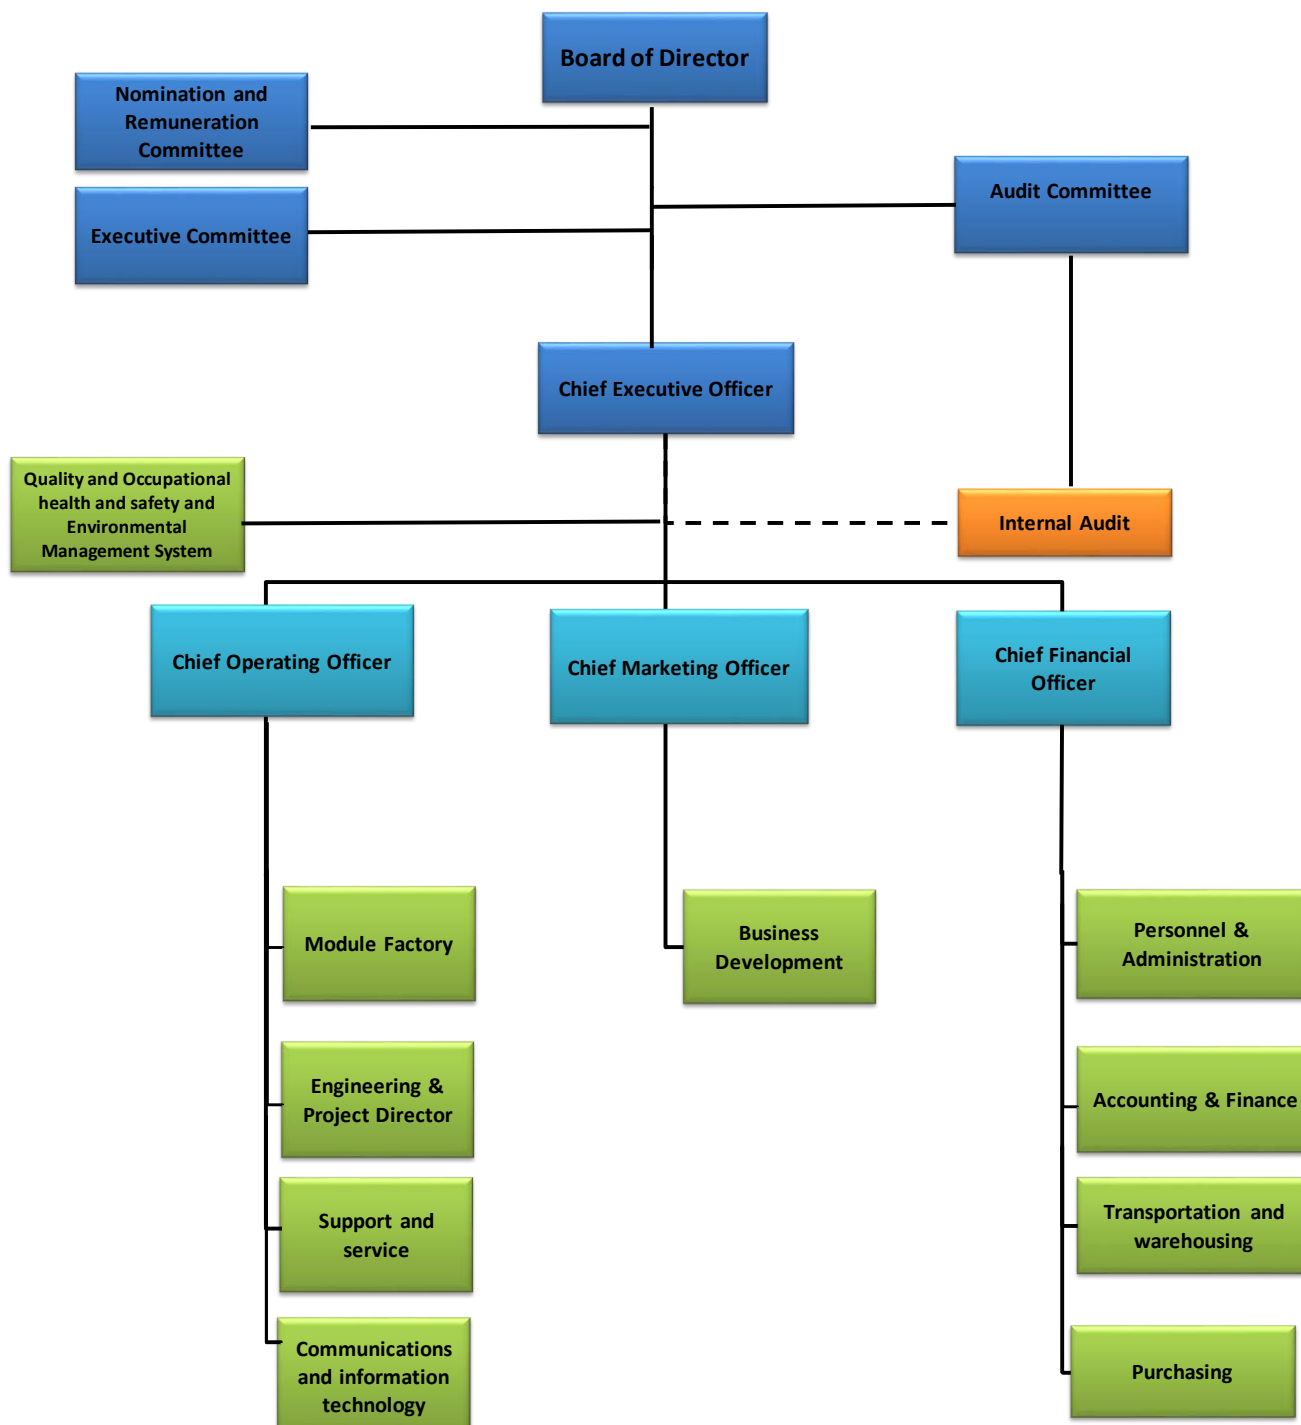 Board of Director
Nomination and
Remuneration
Committee
Audit Committee
Executive Committee
Chief Executive Officer
Quality and Occupational
health and safety and
Environmental
Management System
Internal Audit
Chief Operating Officer
Chief Marketing Officer
Chief Financial
Officer
Module Factory
Business
Development
Personnel &
Administration
Engineering &
Project Director
Accounting & Finance
Support and
service
Transportation and
warehousing
Communications
and information
technology
Purchasing